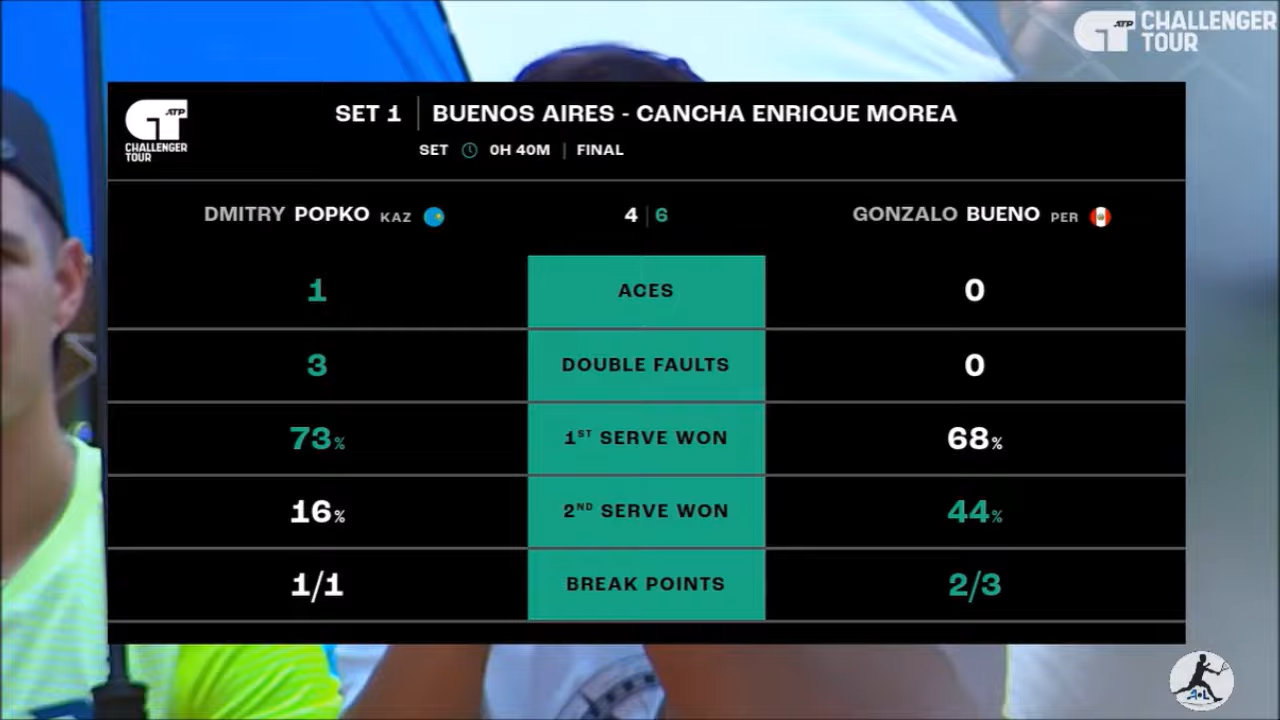 ATP CHALLENGER TOUR
ATP CHALLENGER TOUR
SET 1 | BUENOS AIRES - CANCHA ENRIQUE MOREA
SET 0H 40M | FINAL
DMITRY POPKO KAZ 4 | 6 GONZALO BUENO PER
1 ACES 0
3 DOUBLE FAULTS 0
73% 1ST SERVE WON 68%
16% 2ND SERVE WON 44%
1/1 BREAK POINTS 2/3
A•L